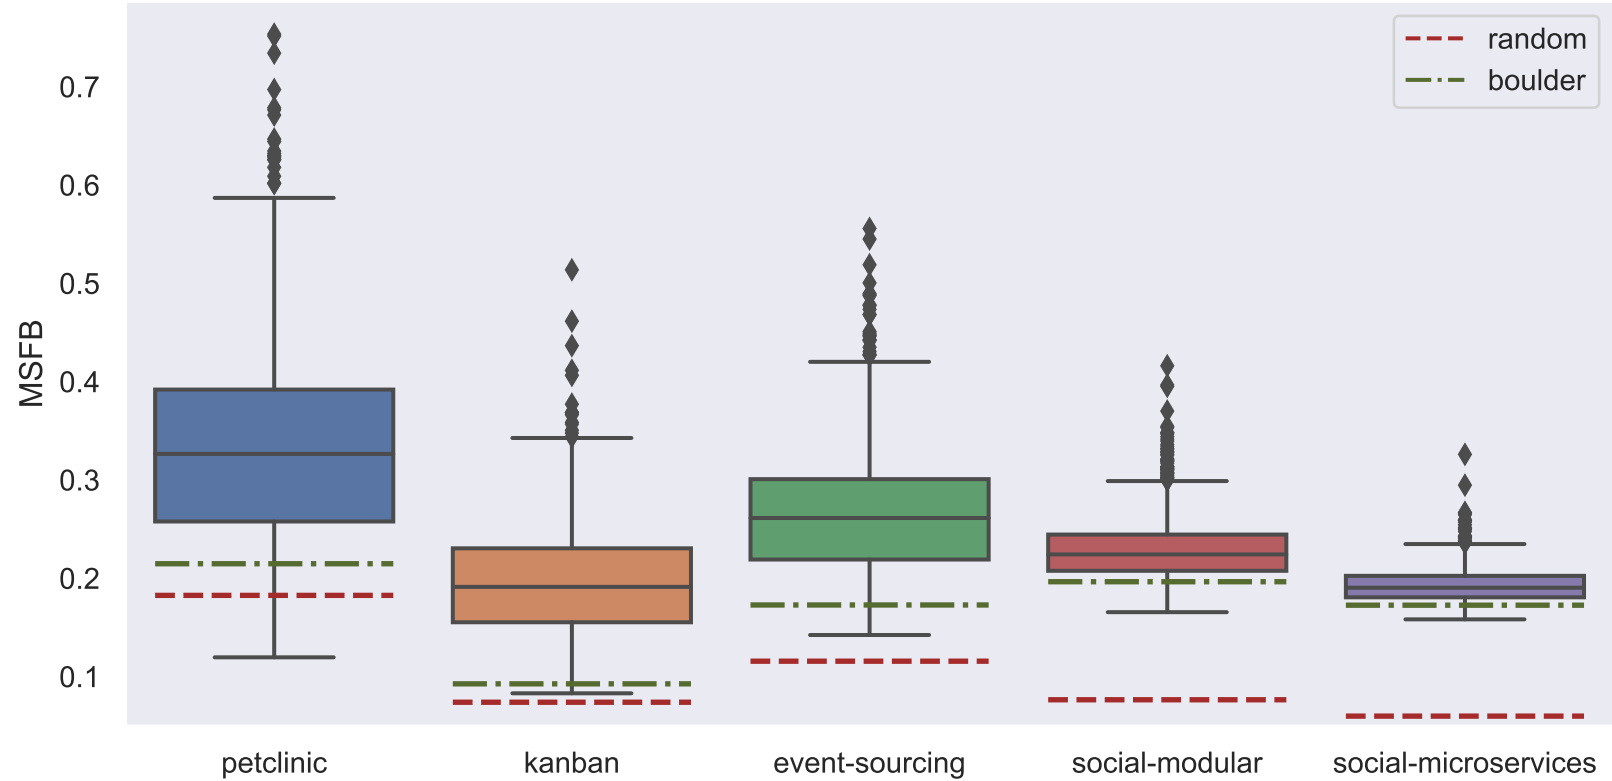 random
boulder
0.7
0.6
0.5
0.4
0.3
0.2
0.1
MSFB
petclinic
kanban
event-sourcing
social-modular
social-microservices